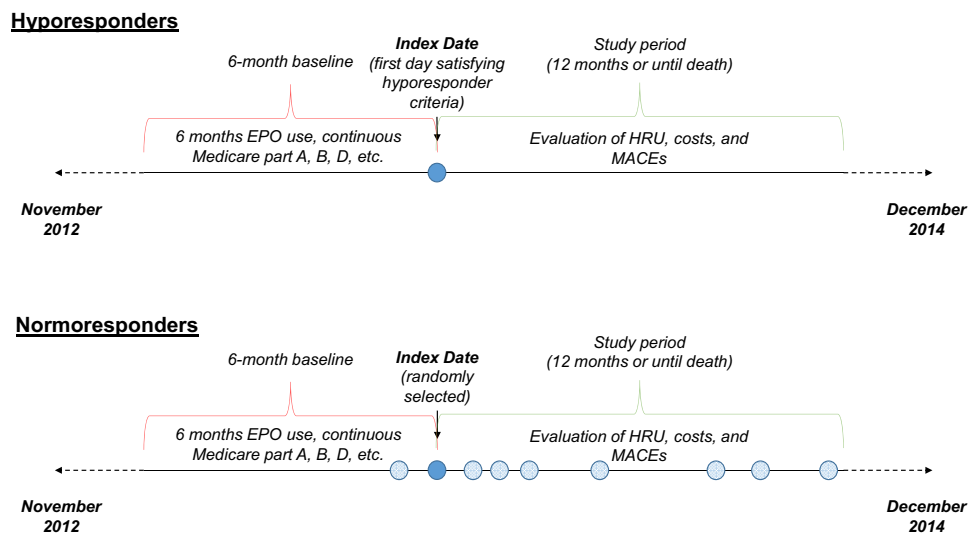 Hyporesponders
6-month baseline
Index Date
(first day satisfying
hyporesponder
criteria)
Study period
(12 months or until death)
6 months EPO use, continuous
Medicare part A, B, D, etc.
Evaluation of HRU, costs, and
MACEs
November
2012
December
2014
Normoresponders
6-month baseline
Index Date
(randomly
selected)
Study period
(12 months or until death)
6 months EPO use, continuous
Medicare part A, B, D, etc.
Evaluation of HRU, costs, and
MACEs
November
2012
December
2014